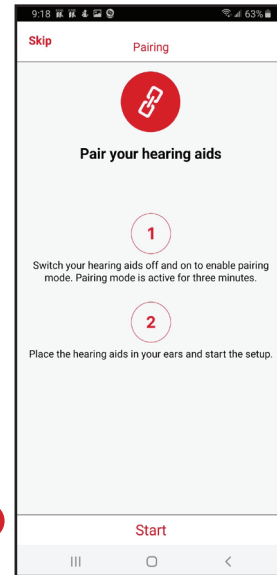 9:18
63%
Skip
Pairing
Pair your hearing aids
1
Switch your hearing aids off and on to enable pairing
mode. Pairing mode is active for three minutes.
2
Place the hearing aids in your ears and start the setup.
Start